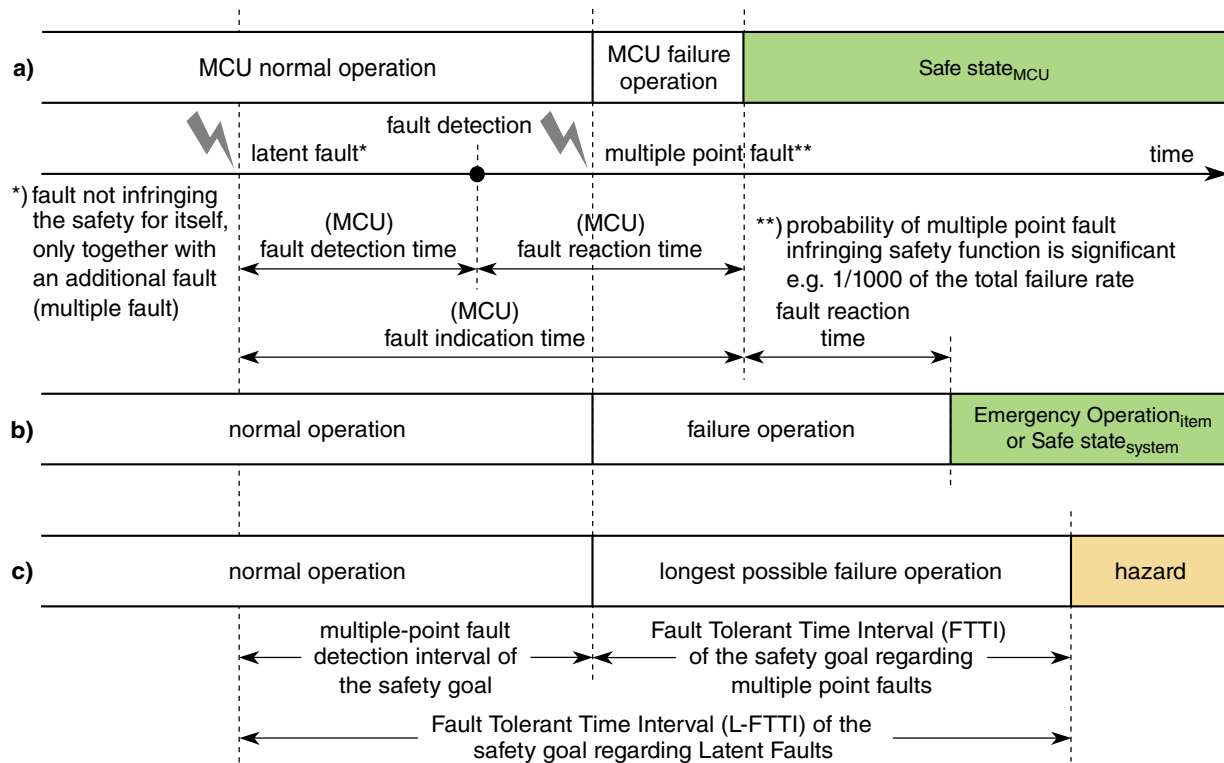 a)
MCU normal operation
MCU failure
operation
Safe stateMCU
fault detection
latent fault*
multiple point fault**
time
*) fault not infringing
the safety for itself,
only together with
an additional fault
(multiple fault)
(MCU)
fault detection time
(MCU)
fault reaction time
**) probability of multiple point fault
infringing safety function is significant
e.g. 1/1000 of the total failure rate
(MCU)
fault indication time
fault reaction
time
b)
normal operation
failure operation
Emergency Operationitem
or Safe statesystem
c)
normal operation
longest possible failure operation
hazard
multiple-point fault
detection interval of
the safety goal
Fault Tolerant Time Interval (FTTI)
of the safety goal regarding
multiple point faults
Fault Tolerant Time Interval (L-FTTI) of the
safety goal regarding Latent Faults